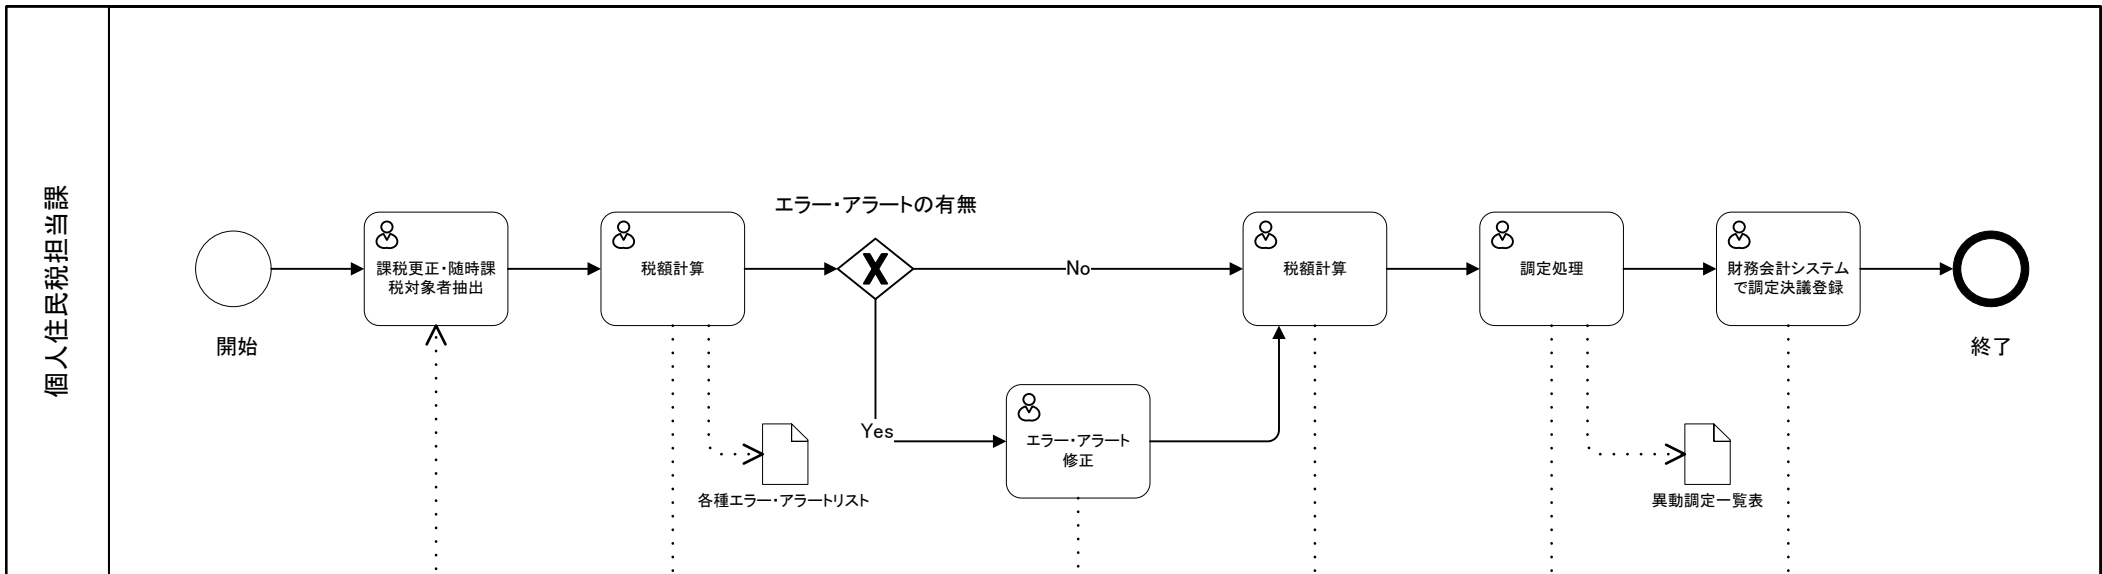 個人住民税担当課
開始
課税更正・随時課
税対象者抽出
税額計算
各種エラー・アラートリスト
エラー・アラートの有無
No
Yes
エラー・アラート
修正
税額計算
調定処理
異動調定一覧表
財務会計システム
で調定決議登録
終了